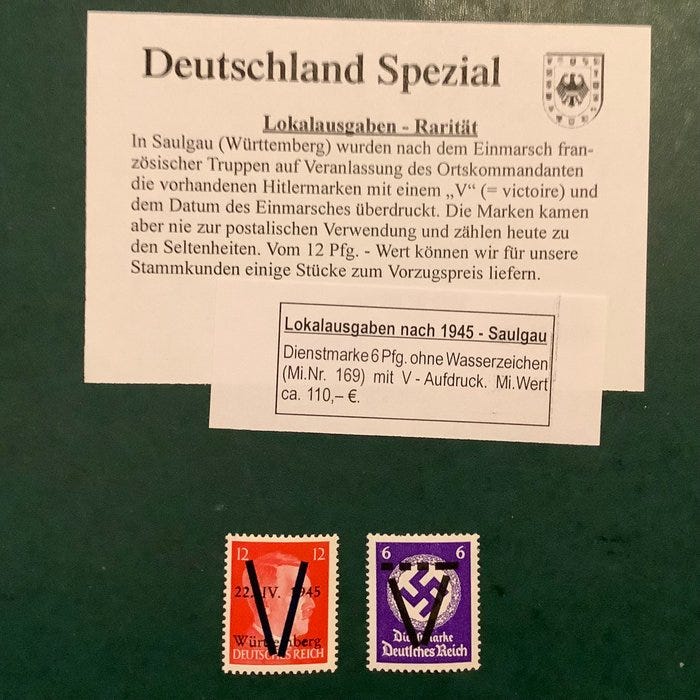 Deutschland Spezial
Lokalausgaben - Rarität
In Saulgau (Württemberg) wurden nach dem Einmarsch fran-
zösischer Truppen auf Veranlassung des Ortskommandanten
die vorhandenen Hitlermarken mit einem „V“ (= victoire) und
dem Datum des Einmarsches überdruckt. Die Marken kamen
aber nie zur postalischen Verwendung und zählen heute zu
den Seltenheiten. Vom 12 Pfg. - Wert können wir für unsere
Stammkunden einige Stücke zum Vorzugspreis liefern.
Lokalausgaben nach 1945 - Saulgau
Dienstmarke 6 Pfg. ohne Wasserzeichen
(Mi.Nr. 169) mit V - Aufdruck. Mi.Wert
ca. 110,– €.
12 12
22. IV. 1945
V
Württemberg
DEUTSCHES REICH
6 6
V
Dienstmarke
Deutsches Reich